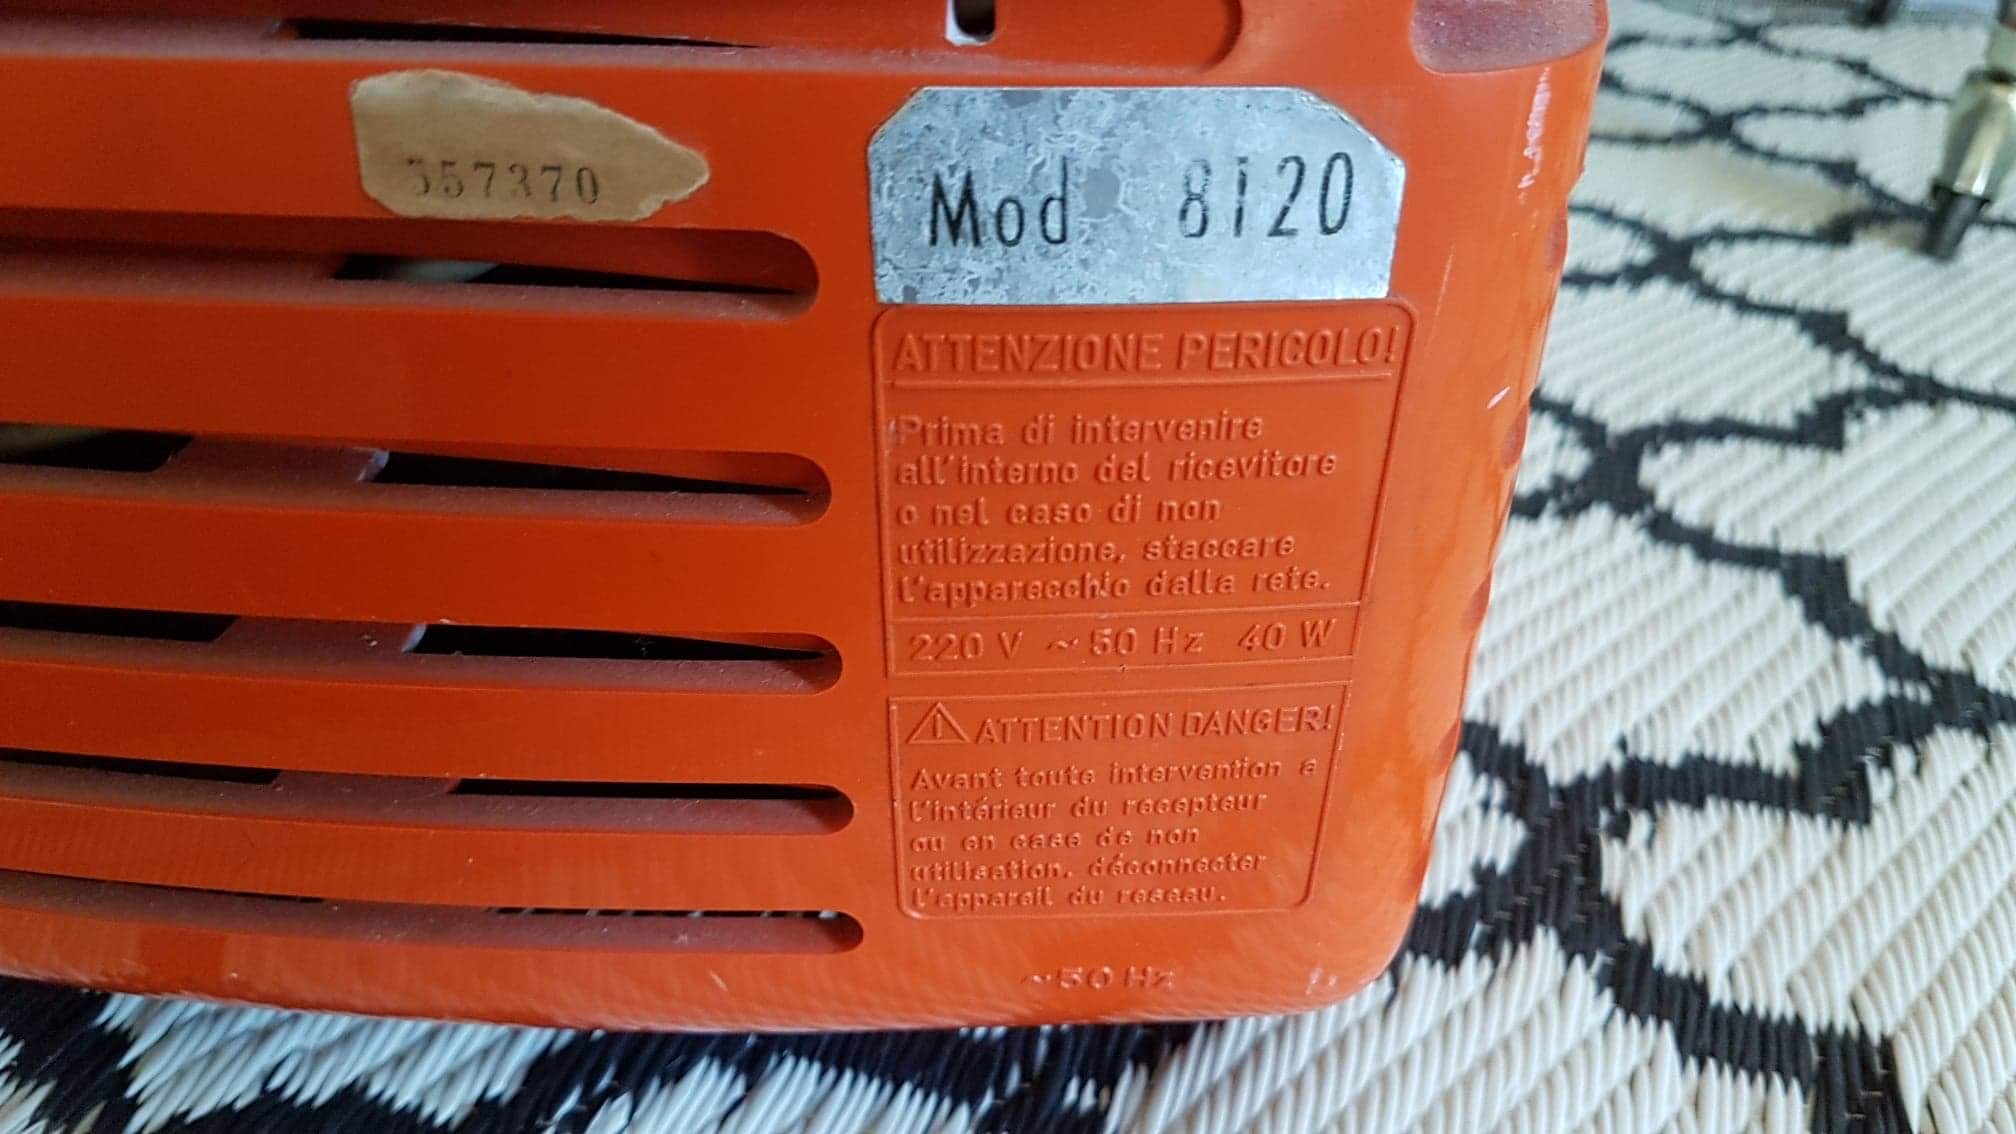 57370
Mod 8120
ATTENZIONE PERICOLO!
Prima di intervenire
all'interno del ricevitore
o nel caso di non
utilizzazione, staccare
l'apparecchio dalla rete.
220 V ~50 Hz 40 W
ATTENTION DANGER!
Avant toute intervention a
l'intérieur du recepteur
ou en case de non
utilisation, déconnecter
l'appareil du reseau.
~50 Hz